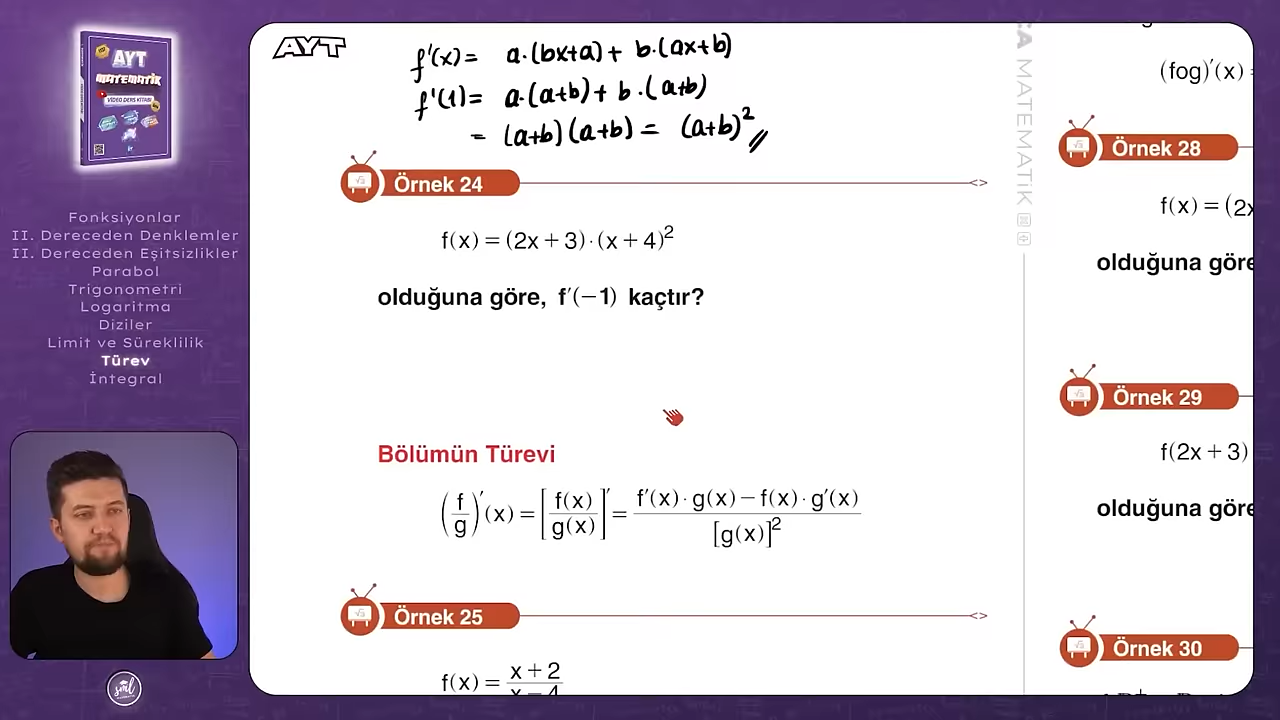 AYT
MATEMATİK
VİDEO DERS KİTABI
Fonksiyonlar
II. Dereceden Denklemler
II. Dereceden Eşitsizlikler
Parabol
Trigonometri
Logaritma
Diziler
Limit ve Süreklilik
Türev
İntegral
AYT
f'(x) = a.(bx+a) + b.(ax+b)
f'(1) = a.(a+b) + b.(a+b)
= (a+b)(a+b) = (a+b)²
Örnek 24
f(x) = (2x + 3)·(x + 4)²
olduğuna göre, f′(−1) kaçtır?
Bölümün Türevi
(f/g)′(x) = [f(x)/g(x)]′ = f′(x)·g(x) − f(x)·g′(x) / [g(x)]²
Örnek 25
f(x) = x + 2 / x − 4
MATEMATİK
(fog)′(x) =
Örnek 28
f(x) = (2x
olduğuna göre
Örnek 29
f(2x + 3)
olduğuna göre
Örnek 30